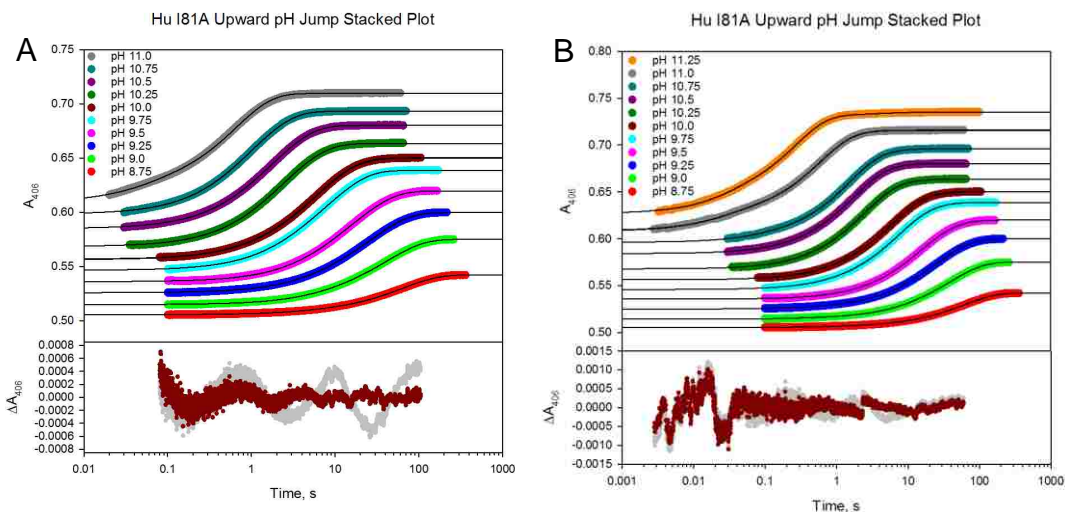 Hu I81A Upward pH Jump Stacked Plot
A
0.75
0.70
0.65
0.60
0.55
0.50
A406
pH 11.0
pH 10.75
pH 10.5
pH 10.25
pH 10.0
pH 9.75
pH 9.5
pH 9.25
pH 9.0
pH 8.75
0.0008
0.0006
0.0004
0.0002
0.0000
-0.0002
-0.0004
-0.0006
-0.0008
ΔA406
0.01 0.1 1 10 100 1000
Time, s
Hu I81A Upward pH Jump Stacked Plot
B
0.80
0.75
0.70
0.65
0.60
0.55
0.50
A406
pH 11.25
pH 11.0
pH 10.75
pH 10.5
pH 10.25
pH 10.0
pH 9.75
pH 9.5
pH 9.25
pH 9.0
pH 8.75
0.0015
0.0010
0.0005
0.0000
-0.0005
-0.0010
-0.0015
ΔA406
0.001 0.01 0.1 1 10 100 1000
Time, s